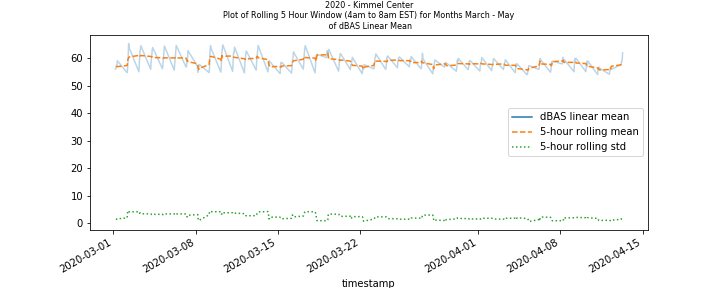 2020 - Kimmel Center
Plot of Rolling 5 Hour Window (4am to 8am EST) for Months March - May
of dBAS Linear Mean
60
50
40
30
20
10
0
dBAS linear mean
5-hour rolling mean
5-hour rolling std
2020-03-01
2020-03-08
2020-03-15
2020-03-22
2020-04-01
2020-04-08
2020-04-15
timestamp